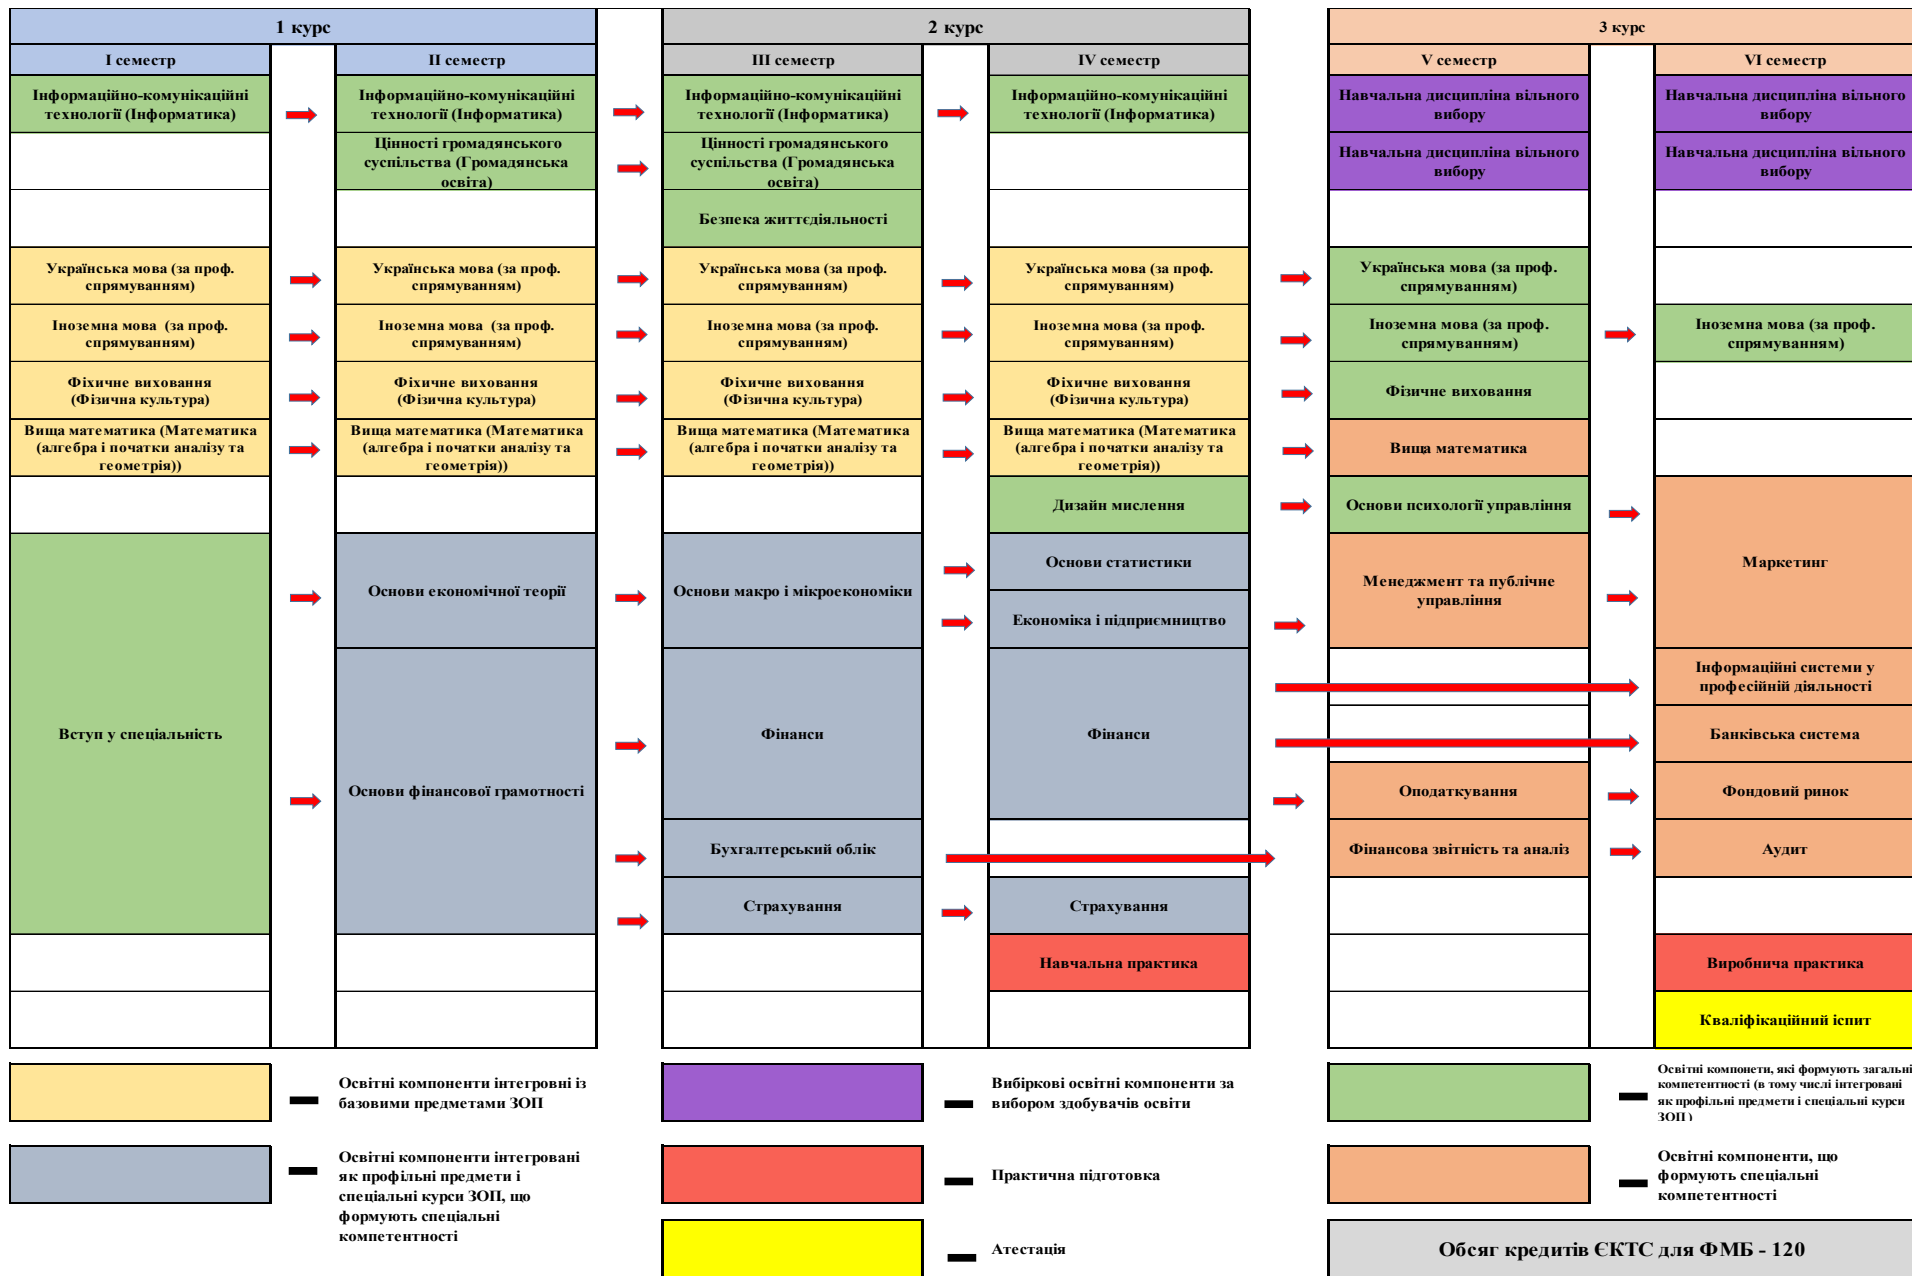 1 курс
2 курс
3 курс
I семестр
II семестр
III семестр
IV семестр
V семестр
VI семестр
Інформаційно-комунікаційні
технології (Інформатика)
Інформаційно-комунікаційні
технології (Інформатика)
Інформаційно-комунікаційні
технології (Інформатика)
Інформаційно-комунікаційні
технології (Інформатика)
Навчальна дисципліна вільного
вибору
Навчальна дисципліна вільного
вибору
Цінності громадянського
суспільства (Громадянська
освіта)
Цінності громадянського
суспільства (Громадянська
освіта)
Навчальна дисципліна вільного
вибору
Навчальна дисципліна вільного
вибору
Безпека життєдіяльності
Українська мова (за проф.
спрямуванням)
Українська мова (за проф.
спрямуванням)
Українська мова (за проф.
спрямуванням)
Українська мова (за проф.
спрямуванням)
Українська мова (за проф.
спрямуванням)
Іноземна мова (за проф.
спрямуванням)
Іноземна мова (за проф.
спрямуванням)
Іноземна мова (за проф.
спрямуванням)
Іноземна мова (за проф.
спрямуванням)
Іноземна мова (за проф.
спрямуванням)
Іноземна мова (за проф.
спрямуванням)
Фіхичне виховання
(Фізична культура)
Фіхичне виховання
(Фізична культура)
Фіхичне виховання
(Фізична культура)
Фіхичне виховання
(Фізична культура)
Фізичне виховання
Вища математика (Математика
(алгебра і початки аналізу та
геометрія))
Вища математика (Математика
(алгебра і початки аналізу та
геометрія))
Вища математика (Математика
(алгебра і початки аналізу та
геометрія))
Вища математика (Математика
(алгебра і початки аналізу та
геометрія))
Вища математика
Дизайн мислення
Основи психології управління
Маркетинг
Вступ у спеціальність
Основи економічної теорії
Основи макро і мікроекономіки
Основи статистики
Менеджмент та публічне
управління
Економіка і підприємництво
Основи фінансової грамотності
Фінанси
Фінанси
Інформаційні системи у
професійній діяльності
Банківська система
Оподаткування
Фондовий ринок
Бухгалтерський облік
Фінансова звітність та аналіз
Аудит
Страхування
Страхування
Навчальна практика
Виробнича практика
Кваліфікаційний іспит
Освітні компоненти інтегровні із
базовими предметами ЗОП
Вибіркові освітні компоненти за
вибором здобувачів освіти
Освітні компонети, які формують загальні
компетентності (в тому числі інтегровані
як профільні предмети і спеціальні курси
ЗОП )
Освітні компоненти інтегровані
як профільні предмети і
спеціальні курси ЗОП, що
формують спеціальні
компетентності
Практична підготовка
Освітні компоненти, що
формують спеціальні
компетентності
Атестація
Обсяг кредитів ЄКТС для ФМБ - 120